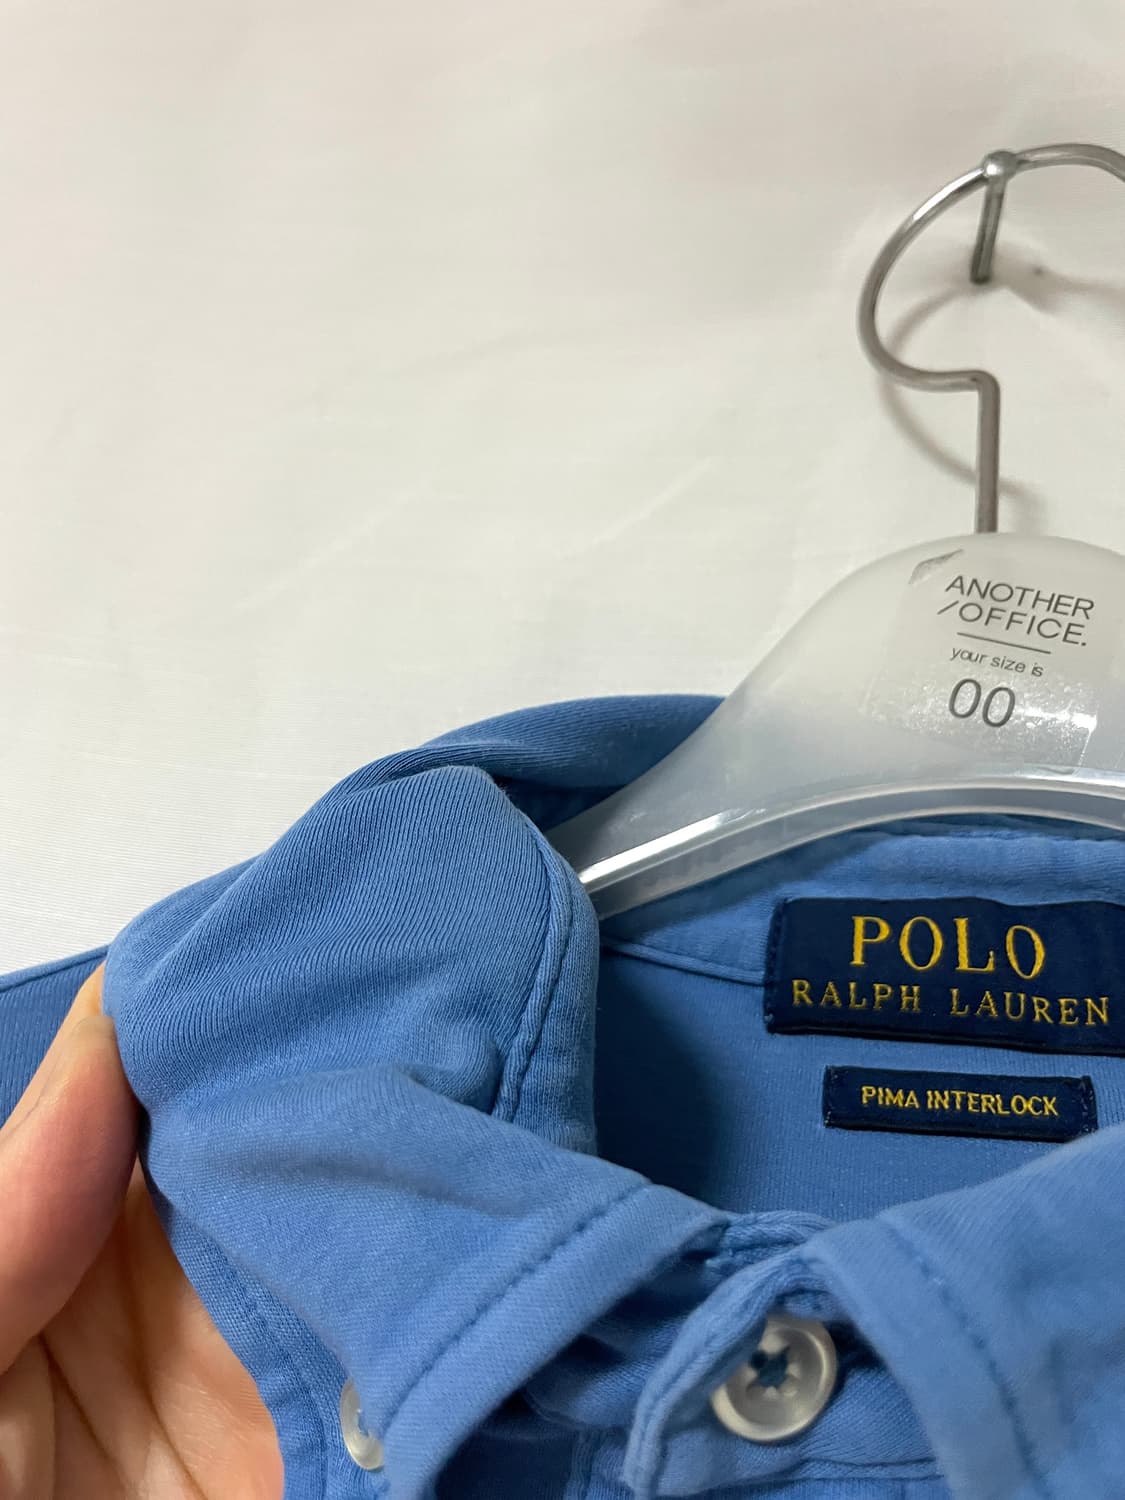 ANOTHER
/OFFICE.
your size is
00
POLO
RALPH LAUREN
PIMA INTERLOCK